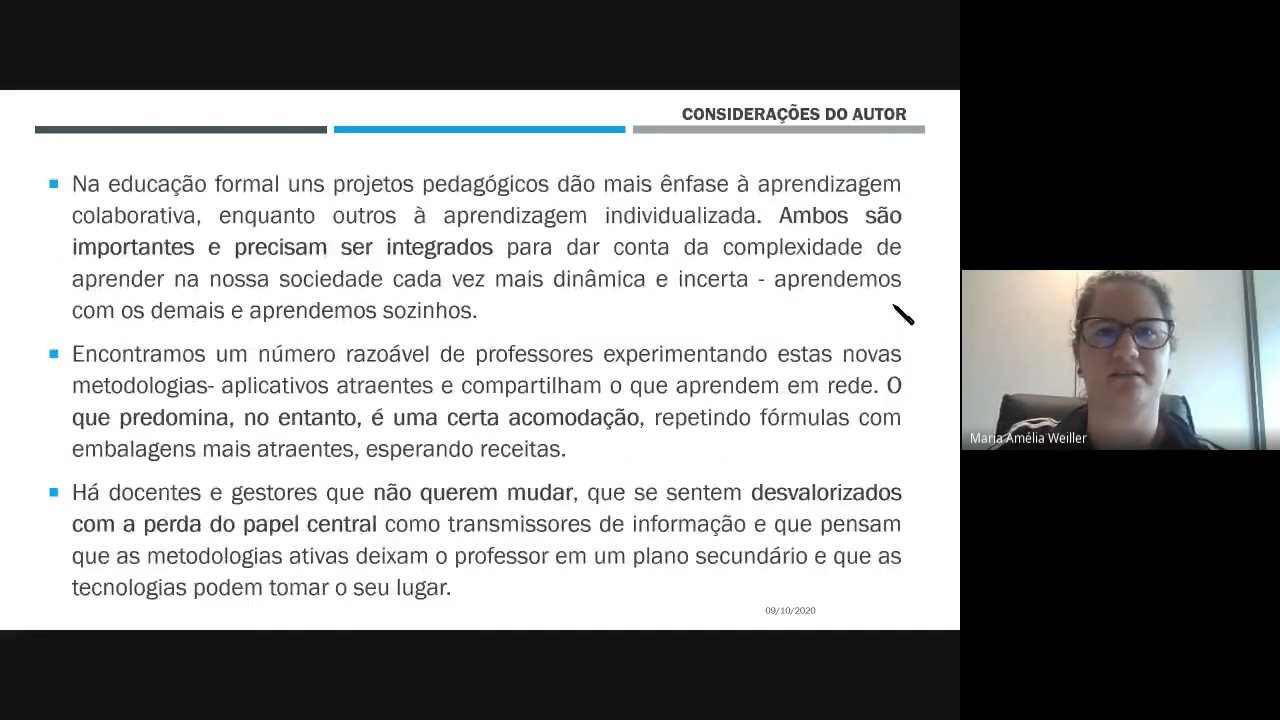 CONSIDERAÇÕES DO AUTOR
Na educação formal uns projetos pedagógicos dão mais ênfase à aprendizagem
colaborativa, enquanto outros à aprendizagem individualizada. Ambos são
importantes e precisam ser integrados para dar conta da complexidade de
aprender na nossa sociedade cada vez mais dinâmica e incerta - aprendemos
com os demais e aprendemos sozinhos.
Encontramos um número razoável de professores experimentando estas novas
metodologias- aplicativos atraentes e compartilham o que aprendem em rede. O
que predomina, no entanto, é uma certa acomodação, repetindo fórmulas com
embalagens mais atraentes, esperando receitas.
Há docentes e gestores que não querem mudar, que se sentem desvalorizados
com a perda do papel central como transmissores de informação e que pensam
que as metodologias ativas deixam o professor em um plano secundário e que as
tecnologias podem tomar o seu lugar.
09/10/2020
Maria Amélia Weiller